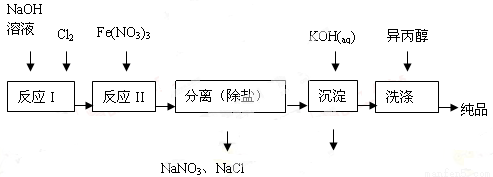 NaOH
溶液
Cl₂
Fe(NO₃)₃
KOH(aq)
异丙醇
反应 I
反应 II
分离（除盐）
沉淀
洗涤
纯品
NaNO₃、NaCl